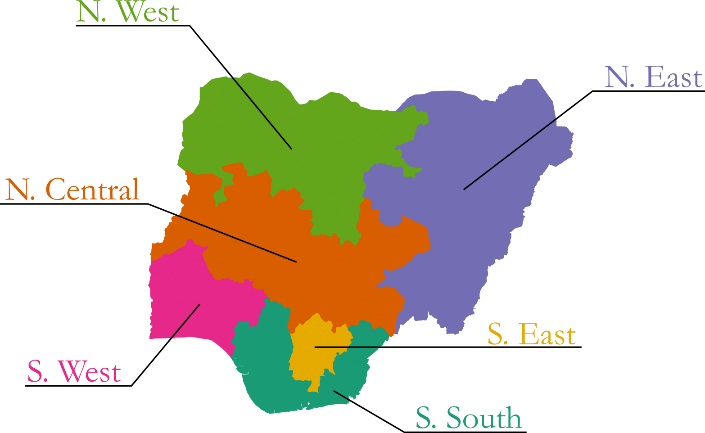 N. West
N. East
N. Central
S. East
S. West
S. South